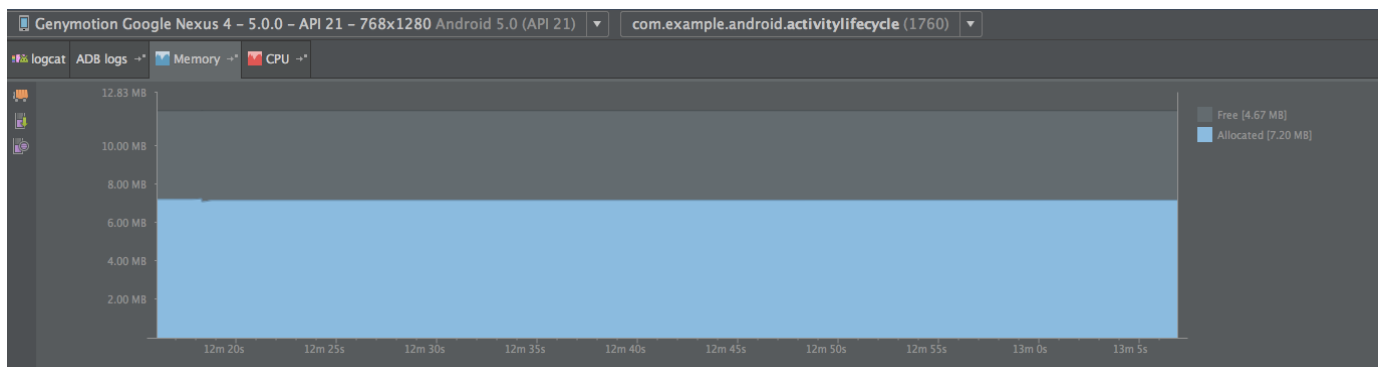 Genymotion Google Nexus 4 – 5.0.0 – API 21 – 768x1280 Android 5.0 (API 21) com.example.android.activitylifecycle (1760)
logcat ADB logs Memory CPU
12.83 MB
Free [4.67 MB]
Allocated [7.20 MB]
10.00 MB
8.00 MB
6.00 MB
4.00 MB
2.00 MB
12m 20s 12m 25s 12m 30s 12m 35s 12m 40s 12m 45s 12m 50s 12m 55s 13m 0s 13m 5s